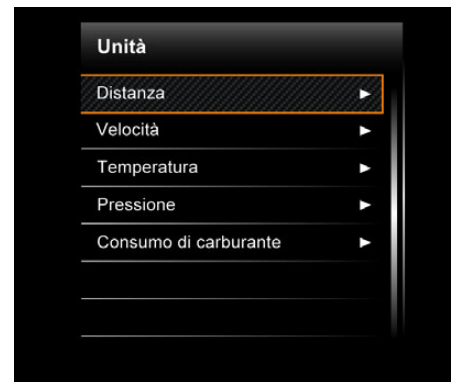 Unità
Distanza
Velocità
Temperatura
Pressione
Consumo di carburante